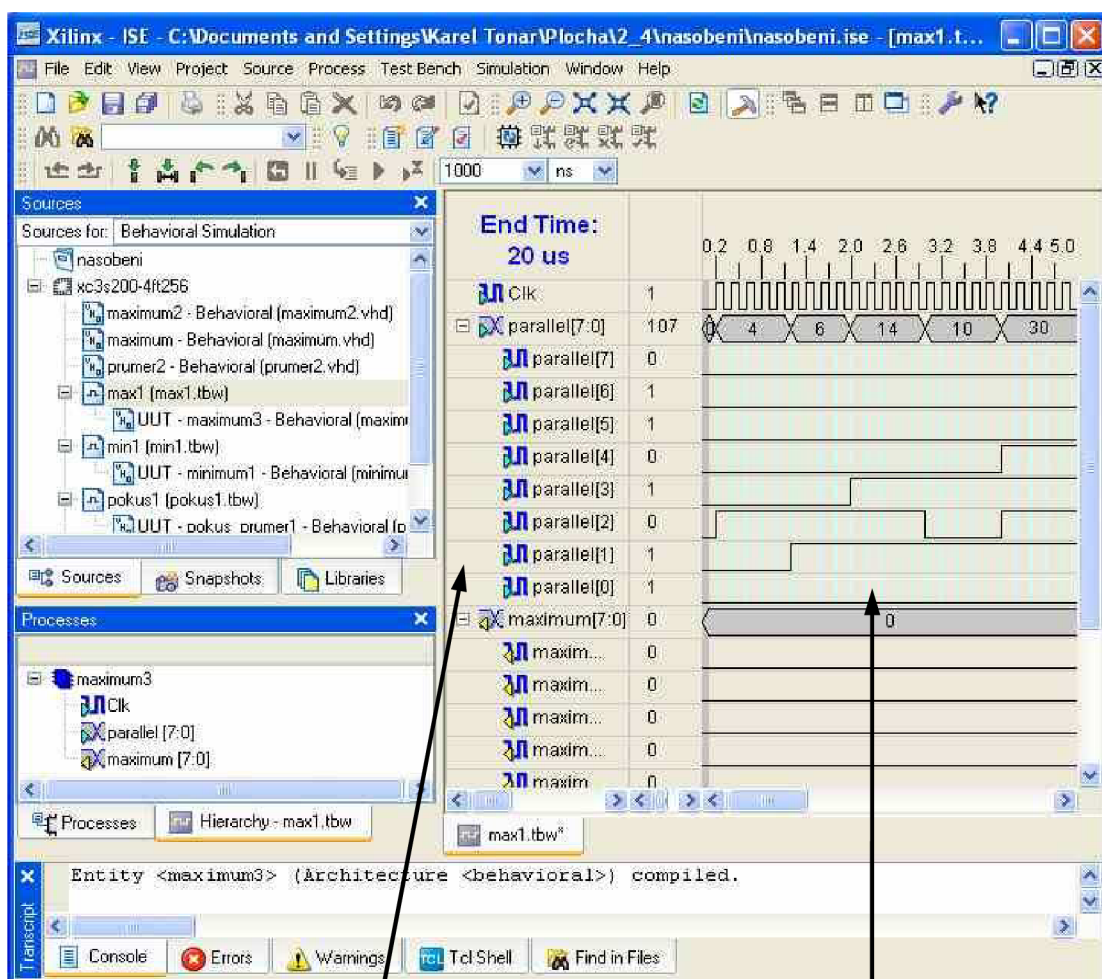 Xilinx - ISE - C:\Documents and Settings\Karel Tonar\Plocha\2_4\nasobeni\nasobeni.ise - [max1.t...
File Edit View Project Source Process Test Bench Simulation Window Help
1000 ns
Sources
Sources for: Behavioral Simulation
nasobeni
xc3s200-4ft256
maximum2 - Behavioral (maximum2.vhd)
maximum - Behavioral (maximum.vhd)
prumer2 - Behavioral (prumer2.vhd)
max1 (max1.tbw)
UUT - maximum3 - Behavioral (maximu
min1 (min1.tbw)
UUT - minimum1 - Behavioral (minimu
pokus1 (pokus1.tbw)
UUT - pokus_prumer1 - Behavioral (p
Sources Snapshots Libraries
Processes
maximum3
Clk
parallel [7:0]
maximum [7:0]
Processes Hierarchy - max1.tbw
End Time:
20 us
0.2 0.8 1.4 2.0 2.6 3.2 3.8 4.4 5.0
Clk 1
parallel[7:0] 107 0 4 6 14 10 30
parallel[7] 0
parallel[6] 1
parallel[5] 1
parallel[4] 0
parallel[3] 1
parallel[2] 0
parallel[1] 1
parallel[0] 1
maximum[7:0] 0 0
maxim... 0
maxim... 0
maxim... 0
maxim... 0
maxim 0
max1.tbw*
Transcript
Entity <maximum3> (Architecture <behavioral>) compiled.
Console Errors Warnings TCL Tcl Shell Find in Files